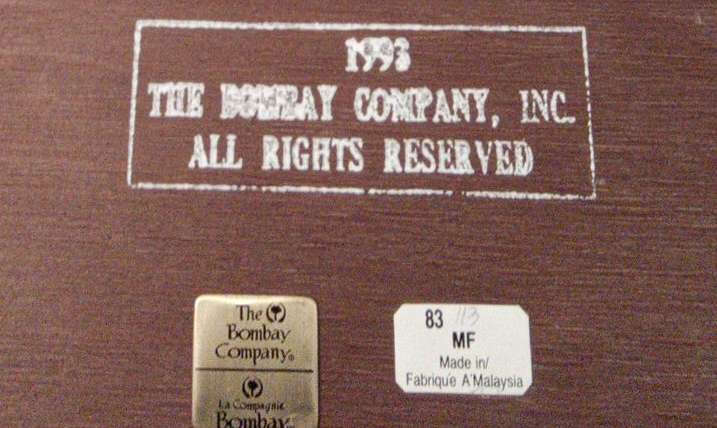 1993
THE BOMBAY COMPANY, INC.
ALL RIGHTS RESERVED
The
Bombay
Company®
La Compagnie
Bombay
83 113
MF
Made in/
Fabriqué A'Malaysia